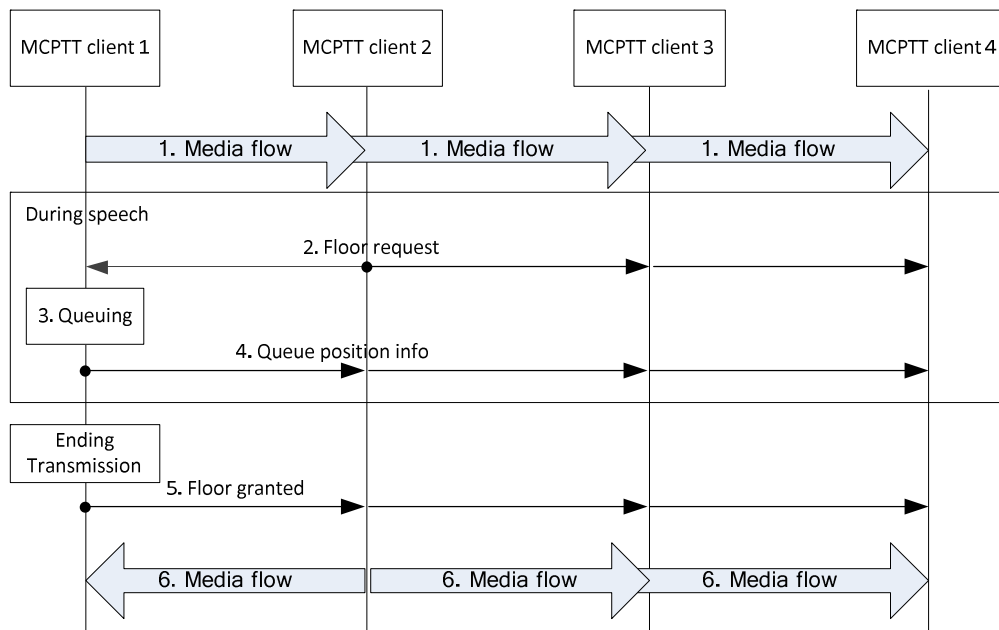 MCPTT client 1
MCPTT client 2
MCPTT client 3
MCPTT client 4
1. Media flow
1. Media flow
1. Media flow
During speech
2. Floor request
3. Queuing
4. Queue position info
Ending
Transmission
5. Floor granted
6. Media flow
6. Media flow
6. Media flow